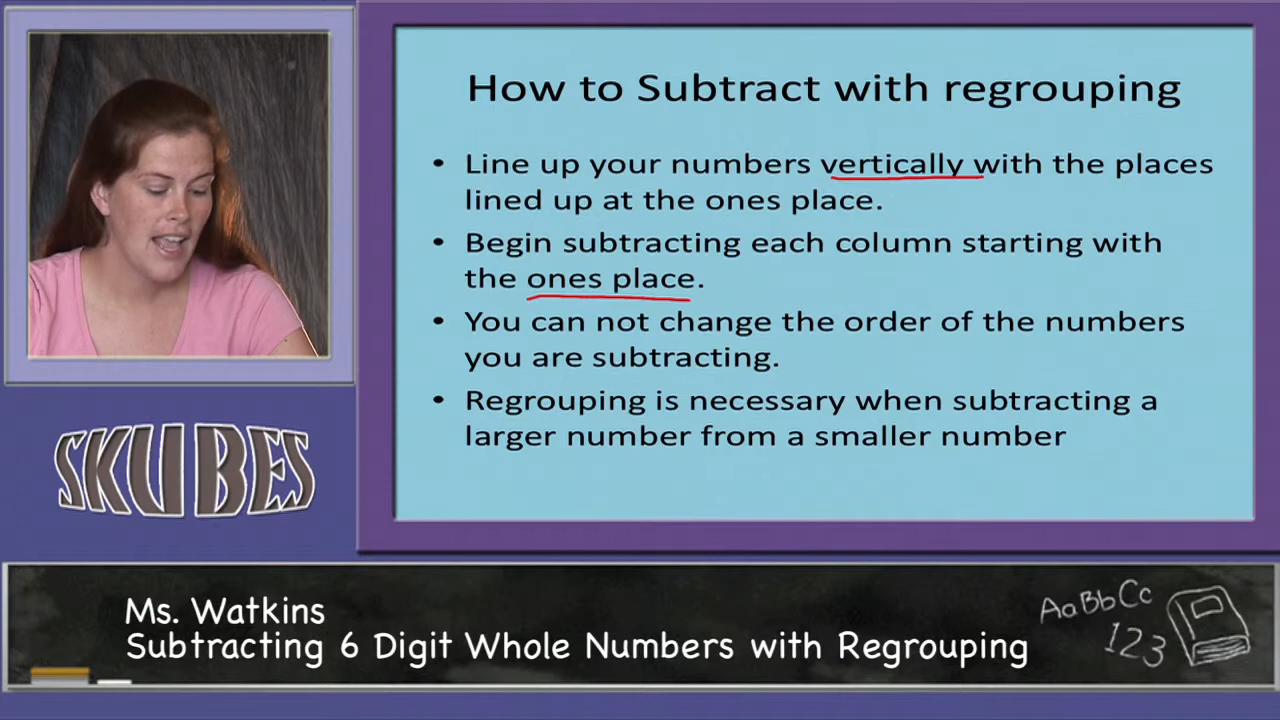 How to Subtract with regrouping
• Line up your numbers vertically with the places
lined up at the ones place.
• Begin subtracting each column starting with
the ones place.
• You can not change the order of the numbers
you are subtracting.
• Regrouping is necessary when subtracting a
larger number from a smaller number
SKUBES
Ms. Watkins
Subtracting 6 Digit Whole Numbers with Regrouping
AaBbCc
123